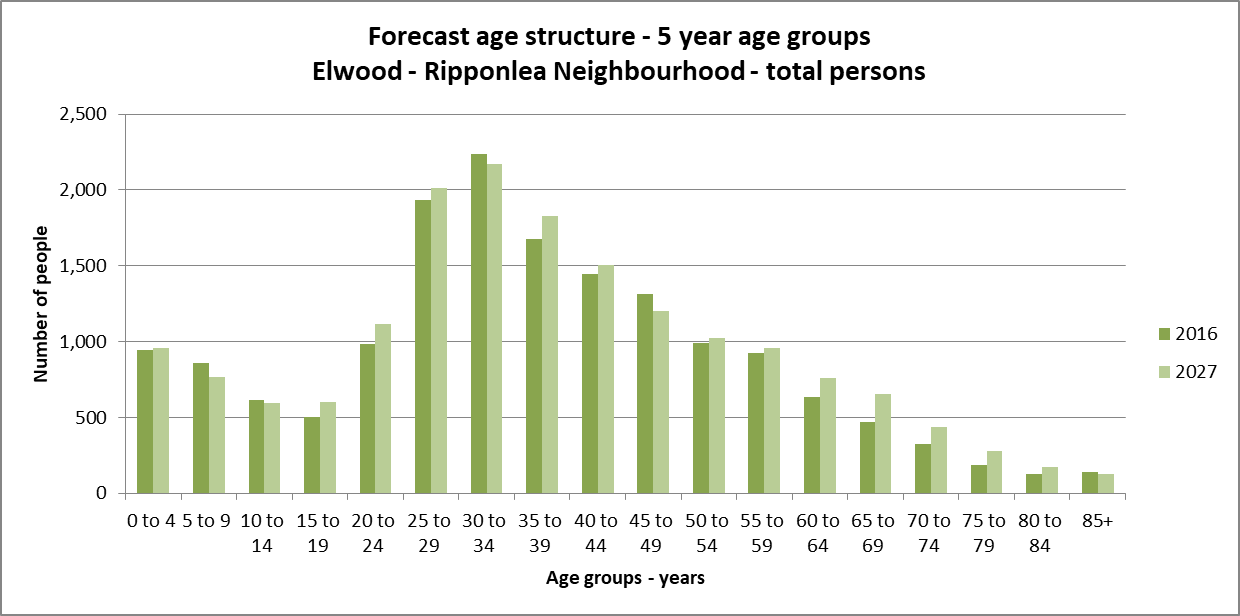 Forecast age structure - 5 year age groups
Elwood - Ripponlea Neighbourhood - total persons
Number of people
2,500
2,000
1,500
1,000
500
0
0 to 4 5 to 9 10 to 15 to 20 to 25 to 30 to 35 to 40 to 45 to 50 to 55 to 60 to 65 to 70 to 75 to 80 to 85+
14 19 24 29 34 39 44 49 54 59 64 69 74 79 84
Age groups - years
2016
2027